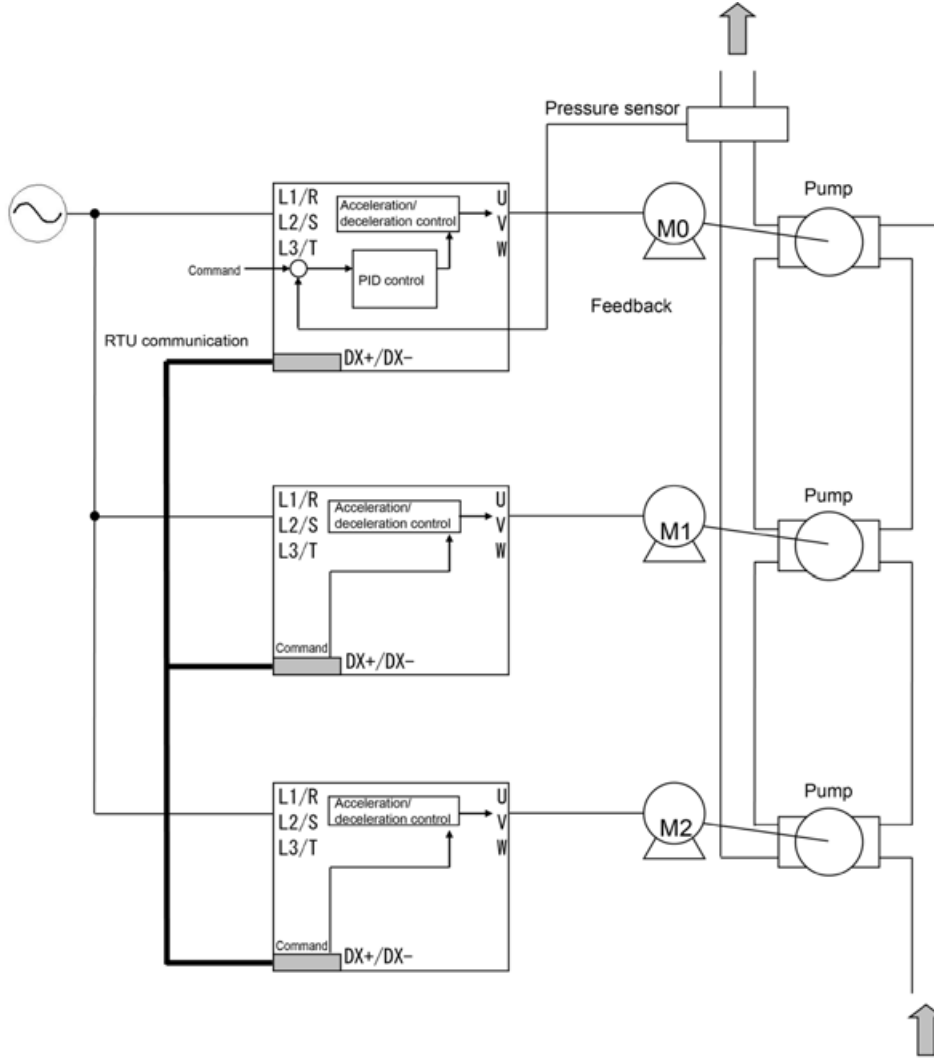 Pressure sensor
Pump
L1/R
L2/S
L3/T
Acceleration/
deceleration control
U
V
W
M0
Command
PID control
Feedback
RTU communication
DX+/DX-
Pump
L1/R
L2/S
L3/T
Acceleration/
deceleration control
U
V
W
M1
Command
DX+/DX-
Pump
L1/R
L2/S
L3/T
Acceleration/
deceleration control
U
V
W
M2
Command
DX+/DX-